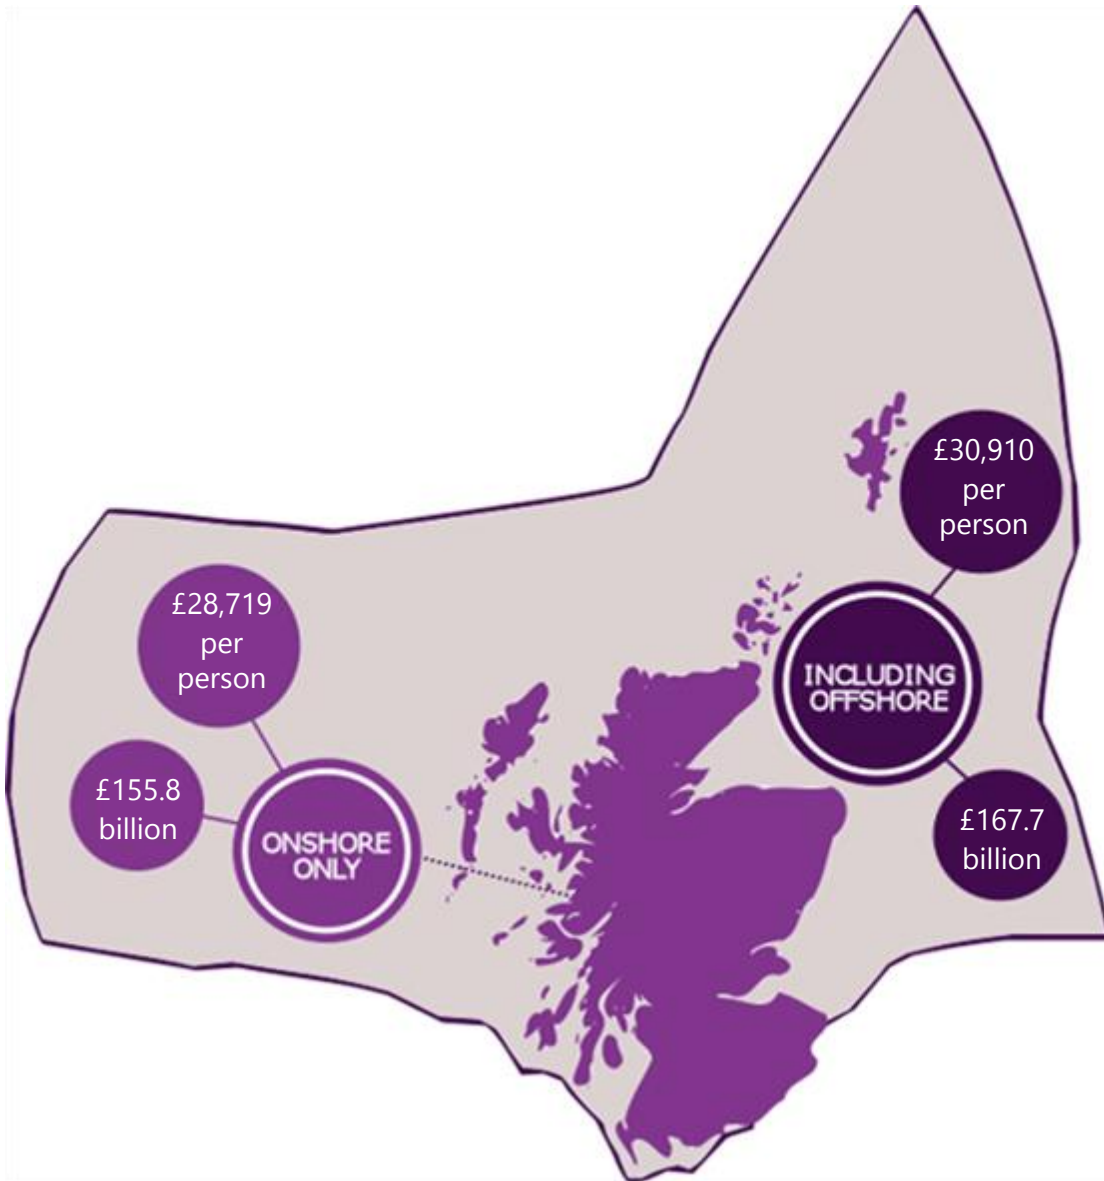 £30,910
per
person
INCLUDING
OFFSHORE
£167.7
billion
£28,719
per
person
£155.8
billion
ONSHORE
ONLY